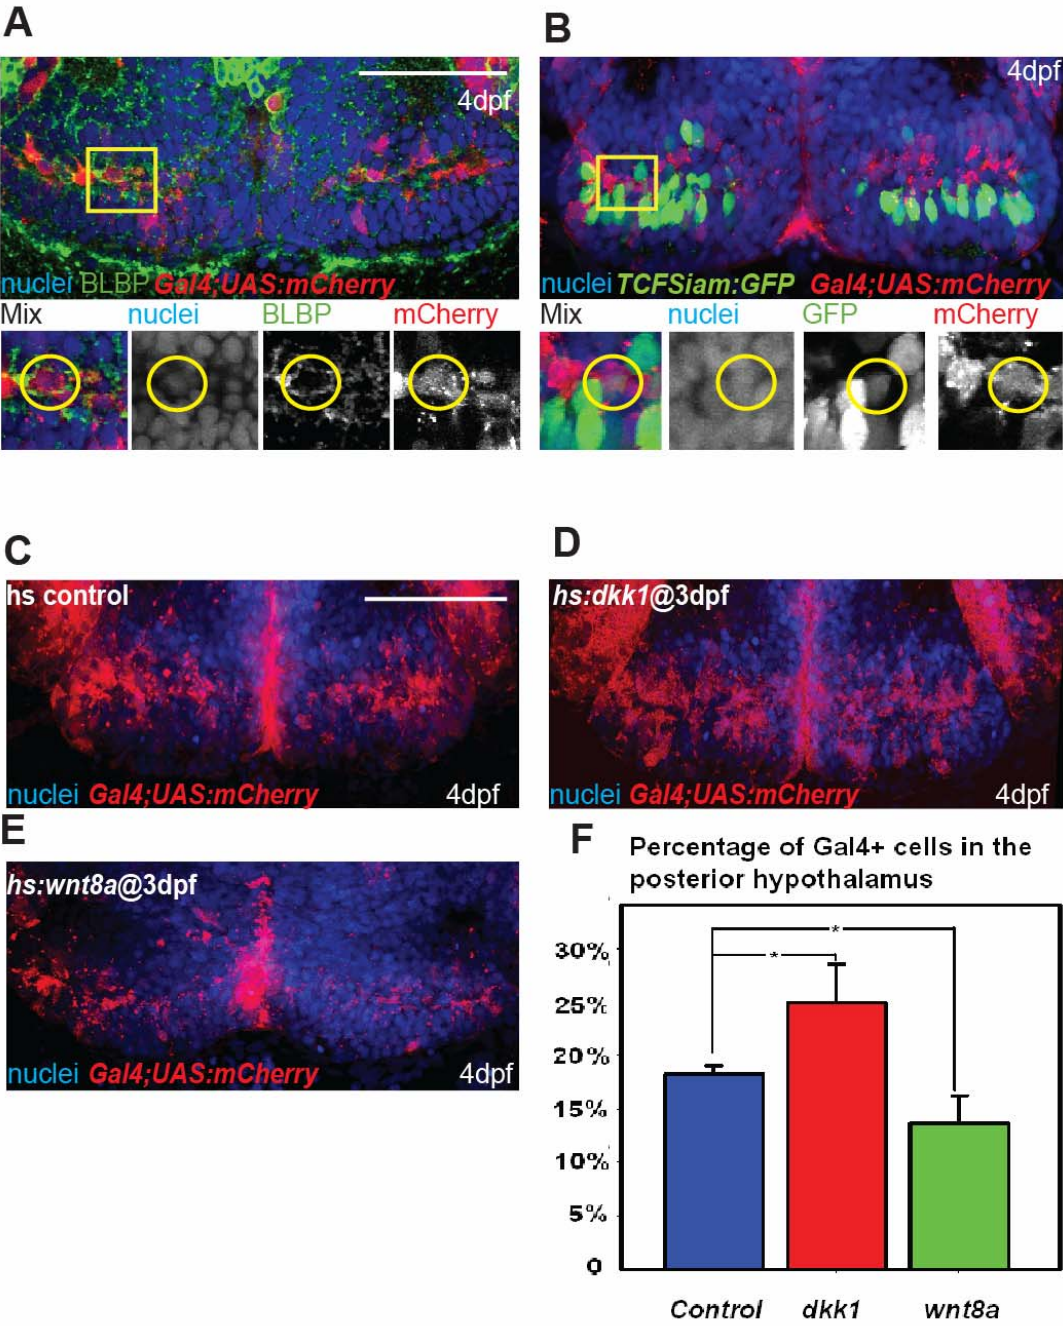 A
4dpf
nuclei BLBP Gal4;UAS:mCherry
Mix nuclei BLBP mCherry
B
4dpf
nuclei TCFSiam:GFP Gal4;UAS:mCherry
Mix nuclei GFP mCherry
C
hs control
nuclei Gal4;UAS:mCherry 4dpf
D
hs:dkk1@3dpf
nuclei Gal4;UAS:mCherry 4dpf
E
hs:wnt8a@3dpf
nuclei Gal4;UAS:mCherry 4dpf
F
Percentage of Gal4+ cells in the
posterior hypothalamus
30%
25%
20%
15%
10%
5%
0
*
*
Control dkk1 wnt8a